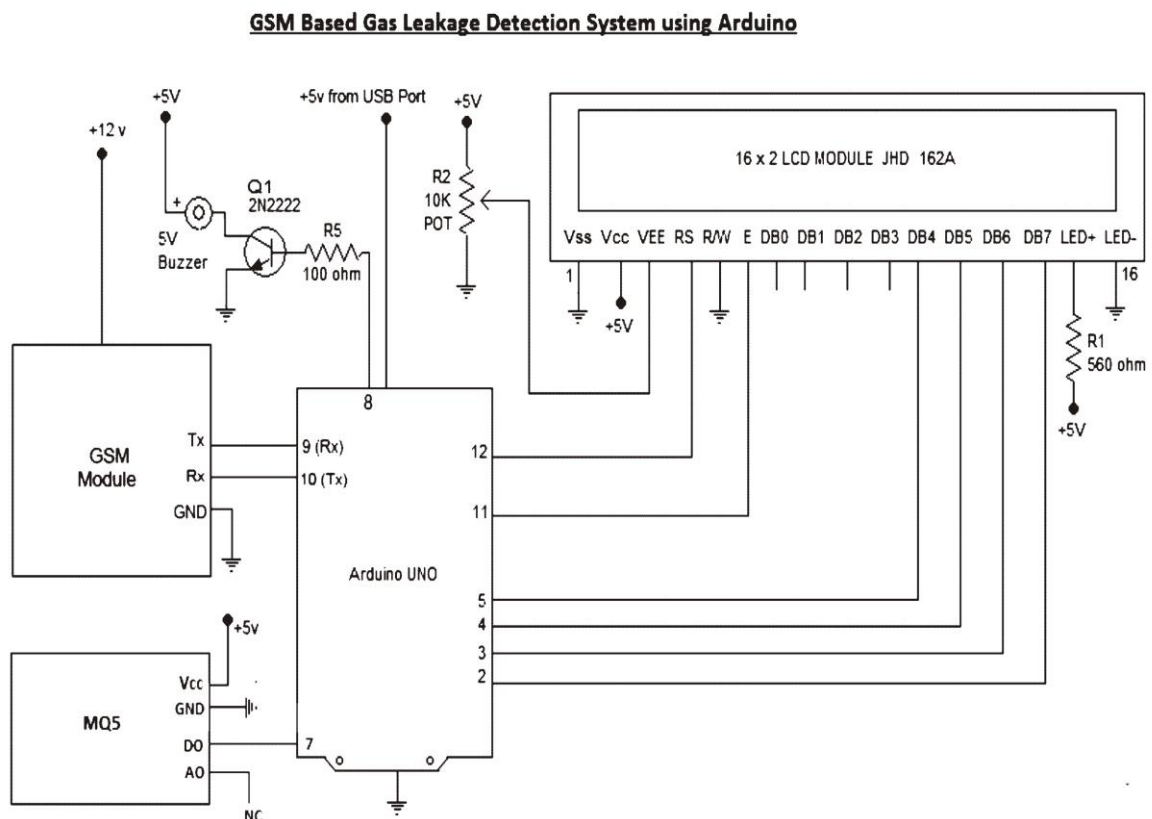 GSM Based Gas Leakage Detection System using Arduino
+5V
+5v from USB Port
+5V
+12 v
16 x 2 LCD MODULE JHD 162A
Q1
2N2222
R2
10K
POT
+
5V
Buzzer
R5
100 ohm
Vss Vcc VEE RS R/W E DB0 DB1 DB2 DB3 DB4 DB5 DB6 DB7 LED+ LED-
1
16
+5V
R1
560 ohm
+5V
8
Tx
9 (Rx)
12
GSM
Module
Rx
10 (Tx)
GND
11
Arduino UNO
5
4
3
2
+5v
Vcc
GND
MQ5
DO
7
AO
NC